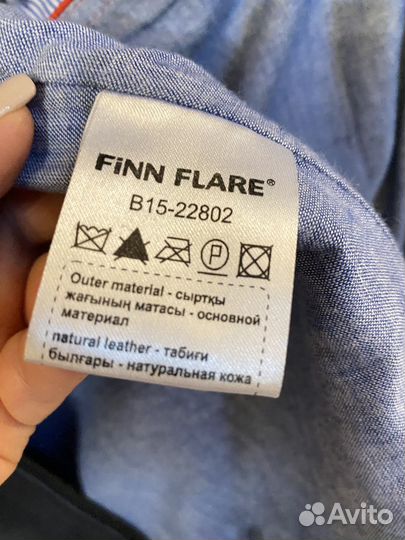 FiNN FLARE®
B15-22802
P
Outer material - сыртқы
жағының матасы - основной
материал
natural leather - табиғи
былғары - натуральная кожа
Avito